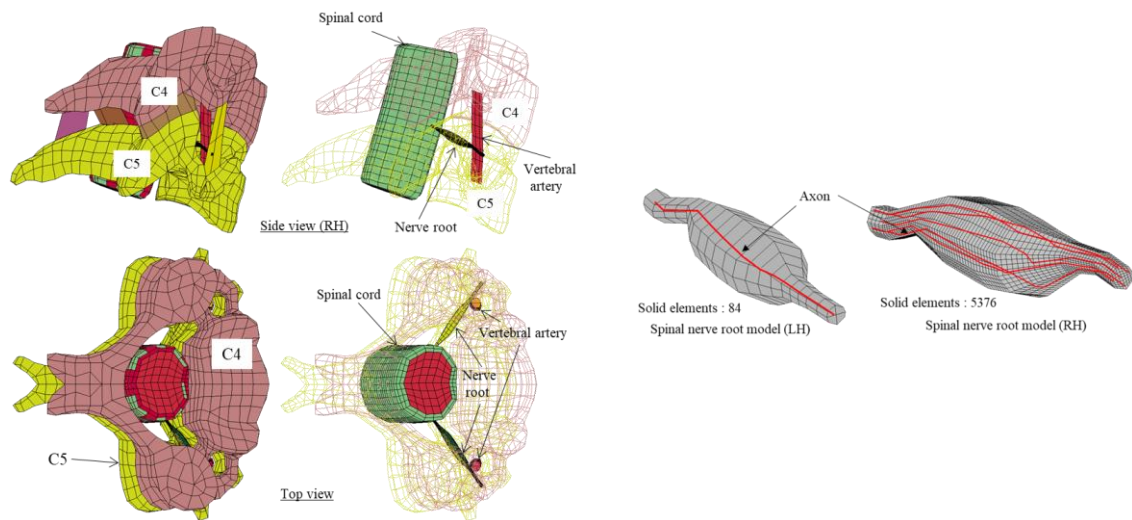 Spinal cord
C4
C5
C4
C5
Vertebral
artery
Nerve root
Side view (RH)
Spinal cord
C4
Vertebral artery
Nerve
root
C5
Top view
Axon
Solid elements : 84
Spinal nerve root model (LH)
Solid elements : 5376
Spinal nerve root model (RH)